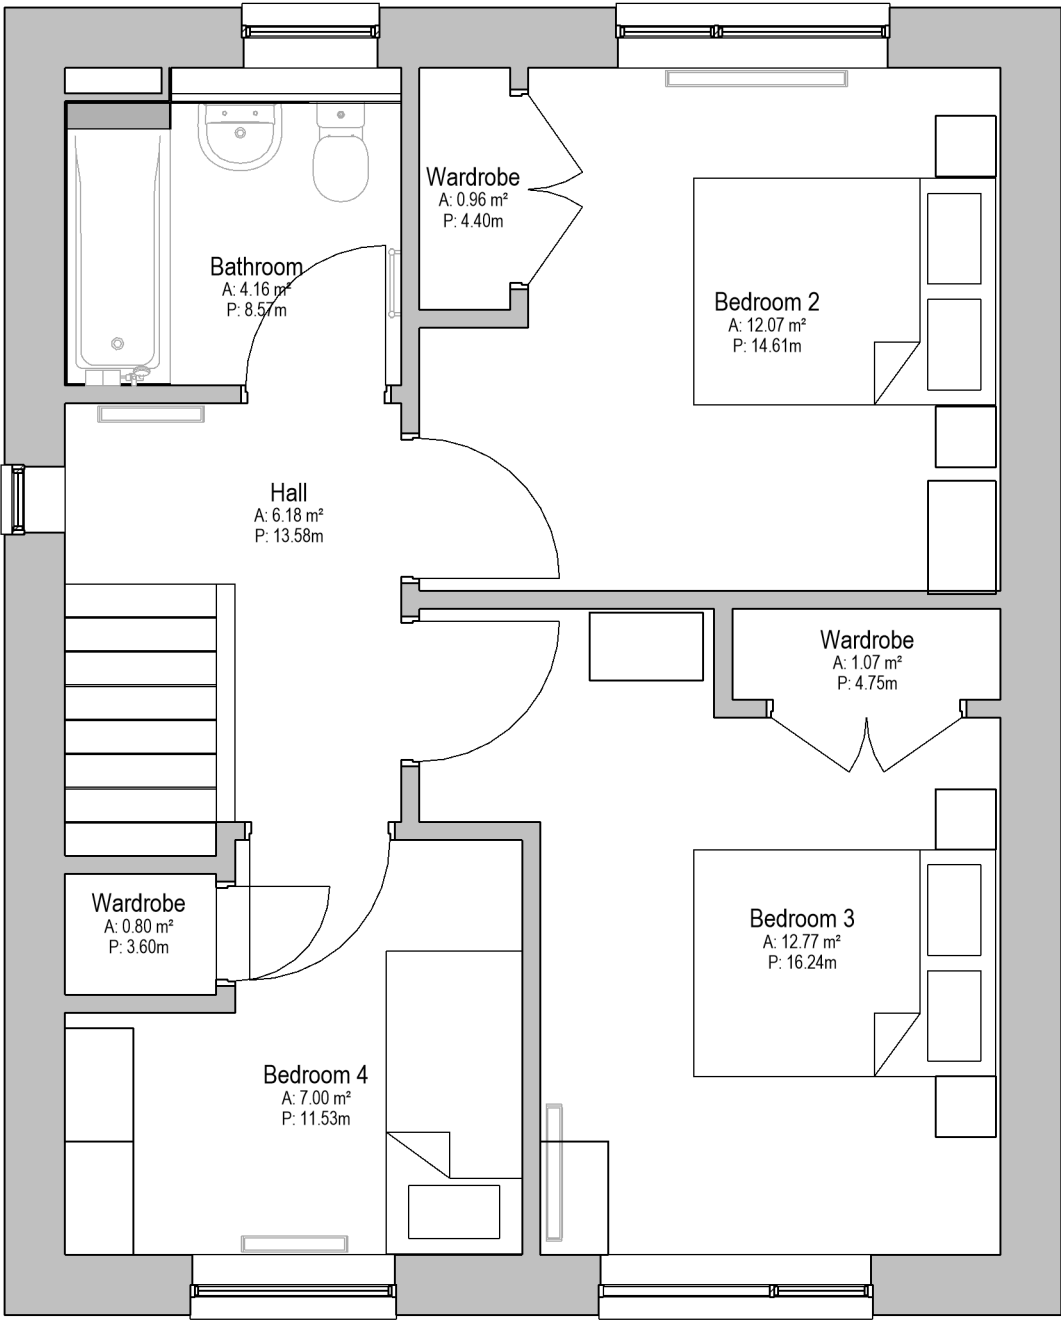 Wardrobe
A: 0.96 m²
P: 4.40m
Bathroom
A: 4.16 m²
P: 8.57m
Bedroom 2
A: 12.07 m²
P: 14.61m
Hall
A: 6.18 m²
P: 13.58m
Wardrobe
A: 1.07 m²
P: 4.75m
Wardrobe
A: 0.80 m²
P: 3.60m
Bedroom 3
A: 12.77 m²
P: 16.24m
Bedroom 4
A: 7.00 m²
P: 11.53m